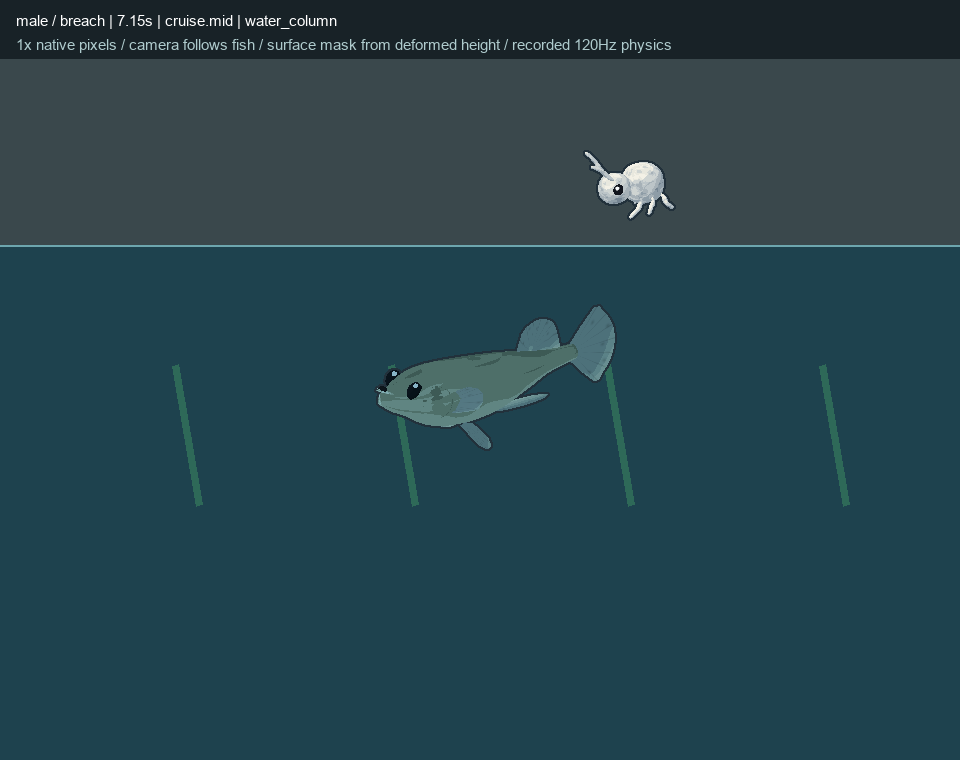 male / breach | 7.15s | cruise.mid | water_column
1x native pixels / camera follows fish / surface mask from deformed height / recorded 120Hz physics